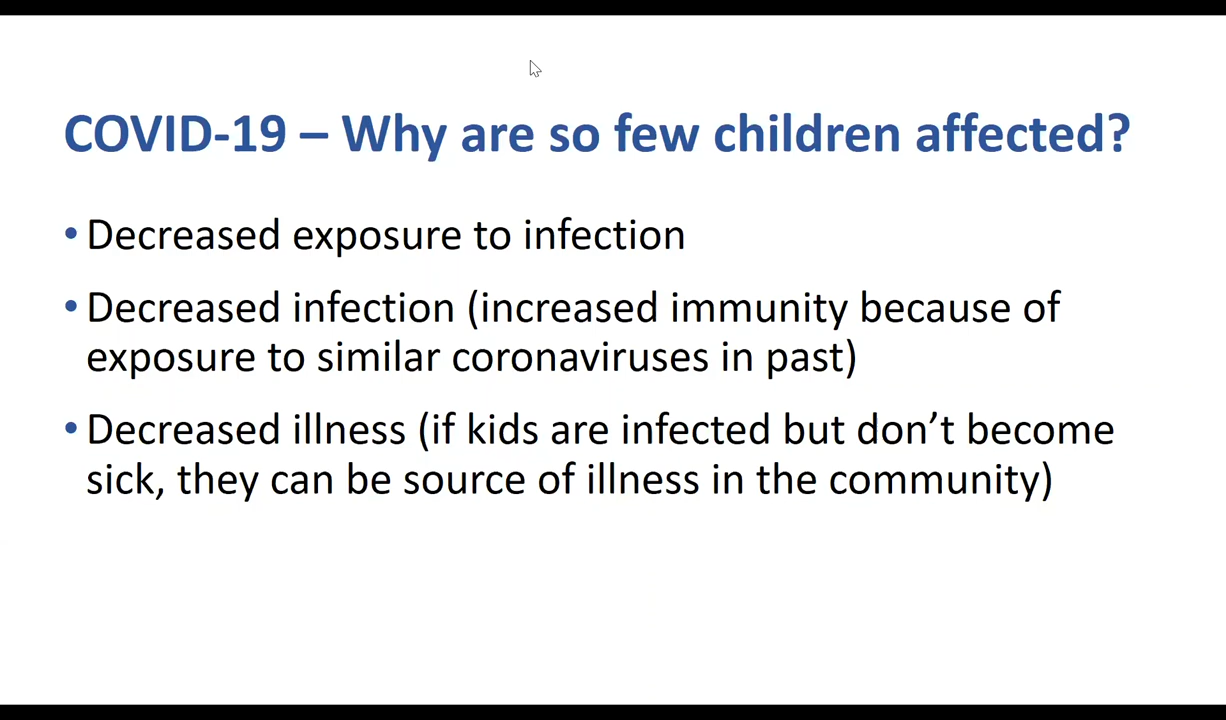 COVID-19 – Why are so few children affected?
• Decreased exposure to infection
• Decreased infection (increased immunity because of
exposure to similar coronaviruses in past)
• Decreased illness (if kids are infected but don’t become
sick, they can be source of illness in the community)